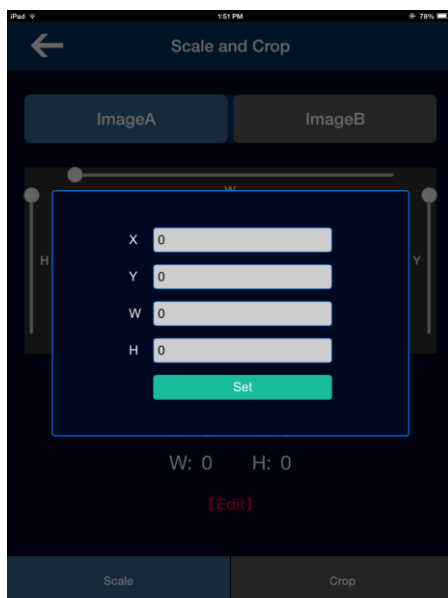 iPad 1:51 PM 78%
Scale and Crop
ImageA ImageB
W
H Y
X 0
Y 0
W 0
H 0
Set
W: 0 H: 0
【Edit】
Scale Crop